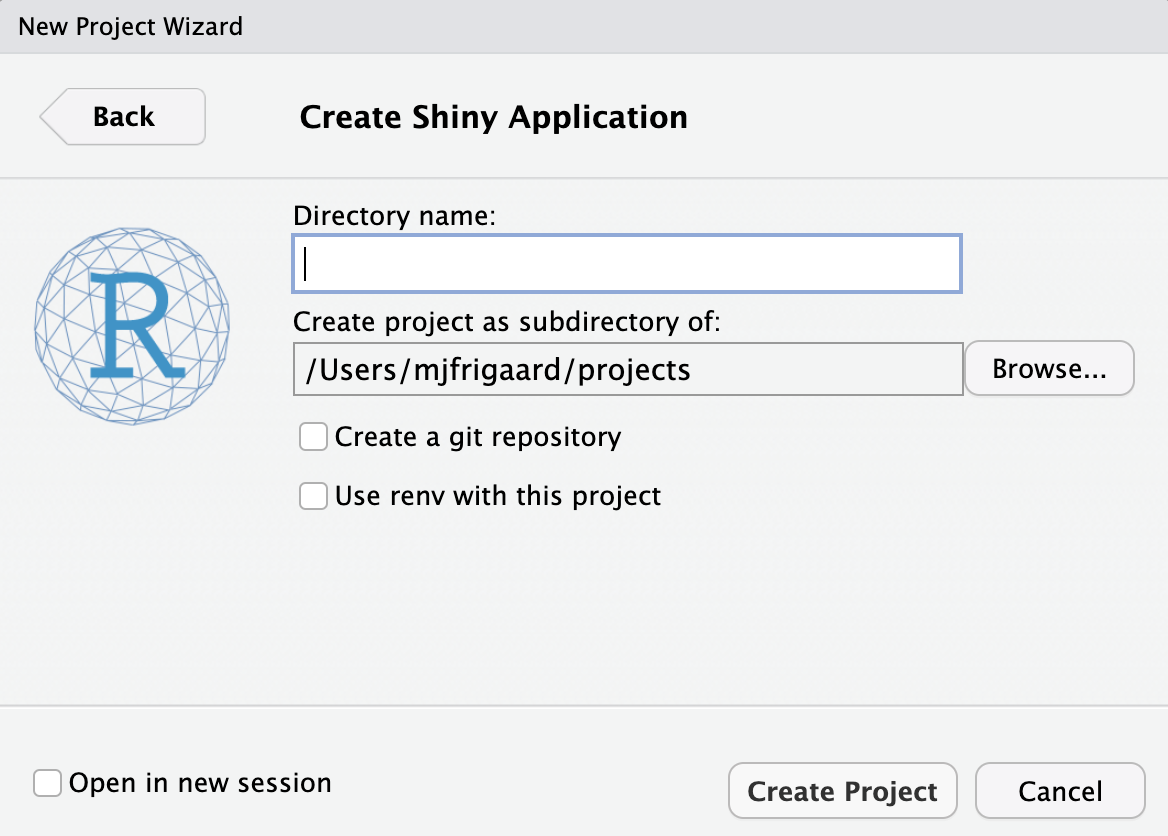 New Project Wizard
Back
Create Shiny Application
R
Directory name:
Create project as subdirectory of:
/Users/mjfrigaard/projects
Browse...
Create a git repository
Use renv with this project
Open in new session
Create Project
Cancel